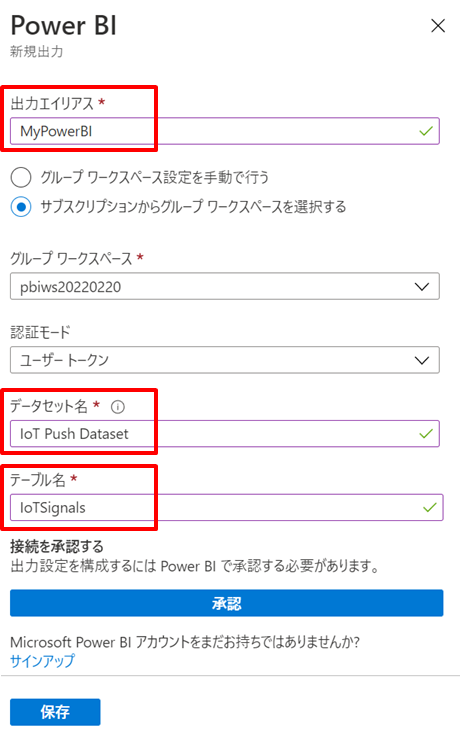 Power BI
新規出力
出力エイリアス *
MyPowerBI
グループ ワークスペース設定を手動で行う
サブスクリプションからグループ ワークスペースを選択する
グループ ワークスペース *
pbiws20220220
認証モード
ユーザー トークン
データセット名 *
IoT Push Dataset
テーブル名 *
IoTSignals
接続を承認する
出力設定を構成するには Power BI で承認する必要があります。
承認
Microsoft Power BI アカウントをまだお持ちではありませんか?
サインアップ
保存